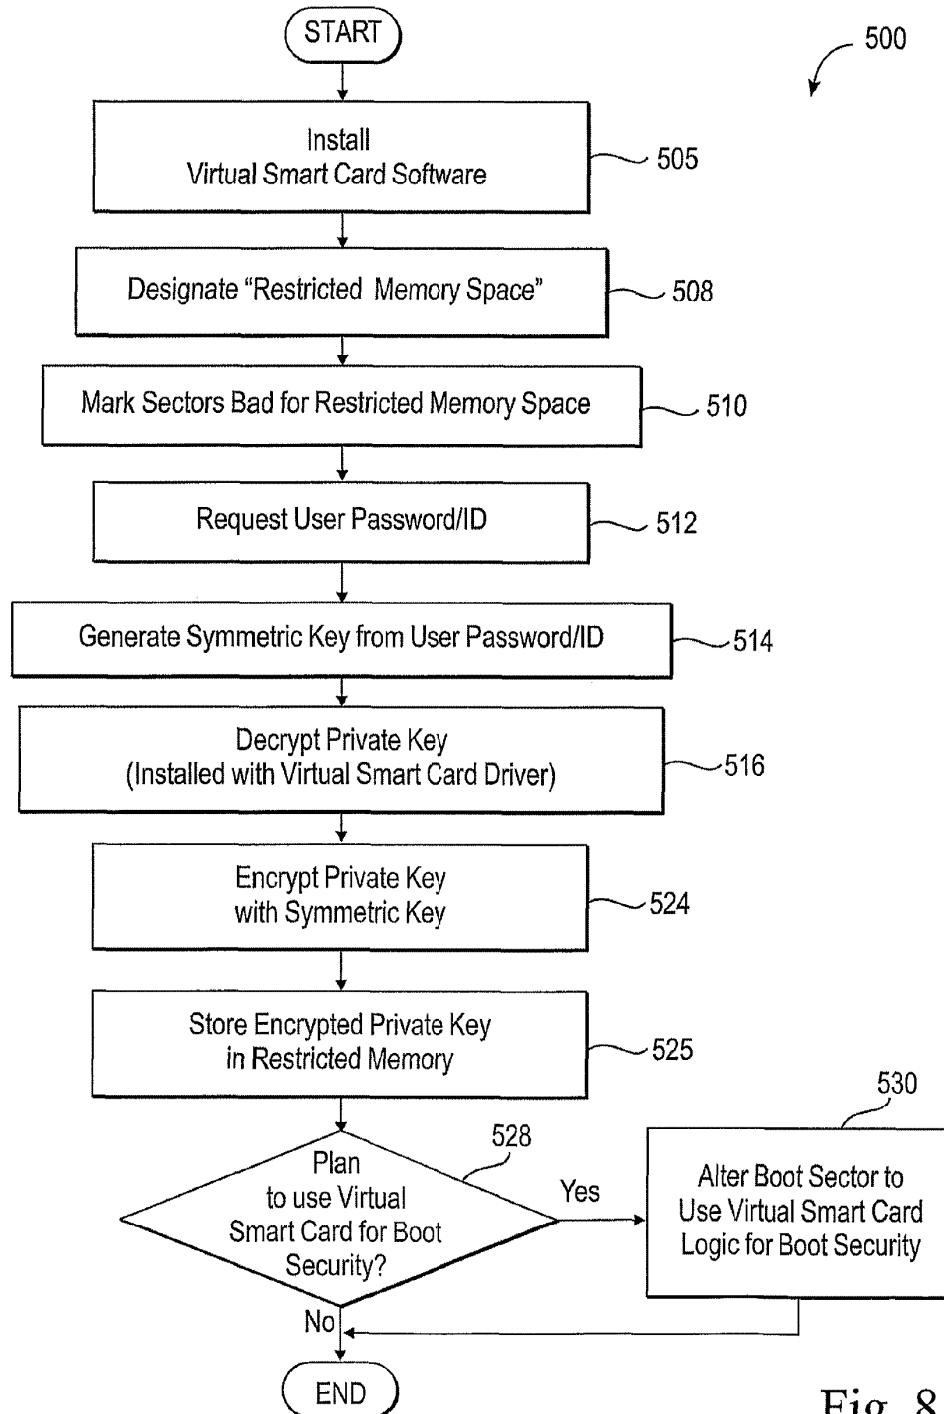 START
500
Install
Virtual Smart Card Software
505
Designate “Restricted Memory Space”
508
Mark Sectors Bad for Restricted Memory Space
510
Request User Password/ID
512
Generate Symmetric Key from User Password/ID
514
Decrypt Private Key
(Installed with Virtual Smart Card Driver)
516
Encrypt Private Key
with Symmetric Key
524
Store Encrypted Private Key
in Restricted Memory
525
Plan
to use Virtual
Smart Card for Boot
Security?
528
Yes
530
Alter Boot Sector to
Use Virtual Smart Card
Logic for Boot Security
No
END
Fig. 8